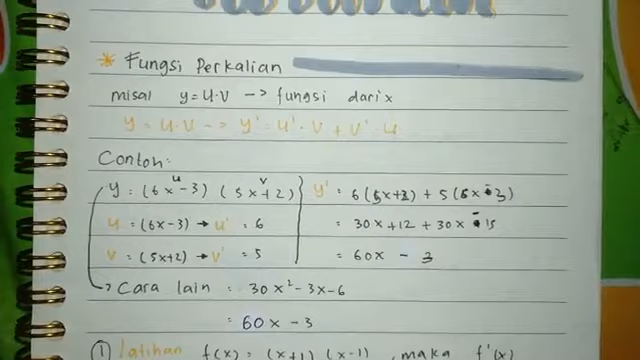 * Fungsi Perkalian
misal y = u·v -> fungsi dari x
y = u·v -> y' = u'·v + v'·u
Contoh:
u v
y = (6x-3) (5x+2) y' = 6(5x+2) + 5(6x-3)
u = (6x-3) → u' = 6 = 30x + 12 + 30x - 15
v = (5x+2) → v' = 5 = 60x - 3
-> Cara lain = 30x² - 3x - 6
= 60x - 3
① latihan f(x) = (x+1) (x-1) , maka f'(x)